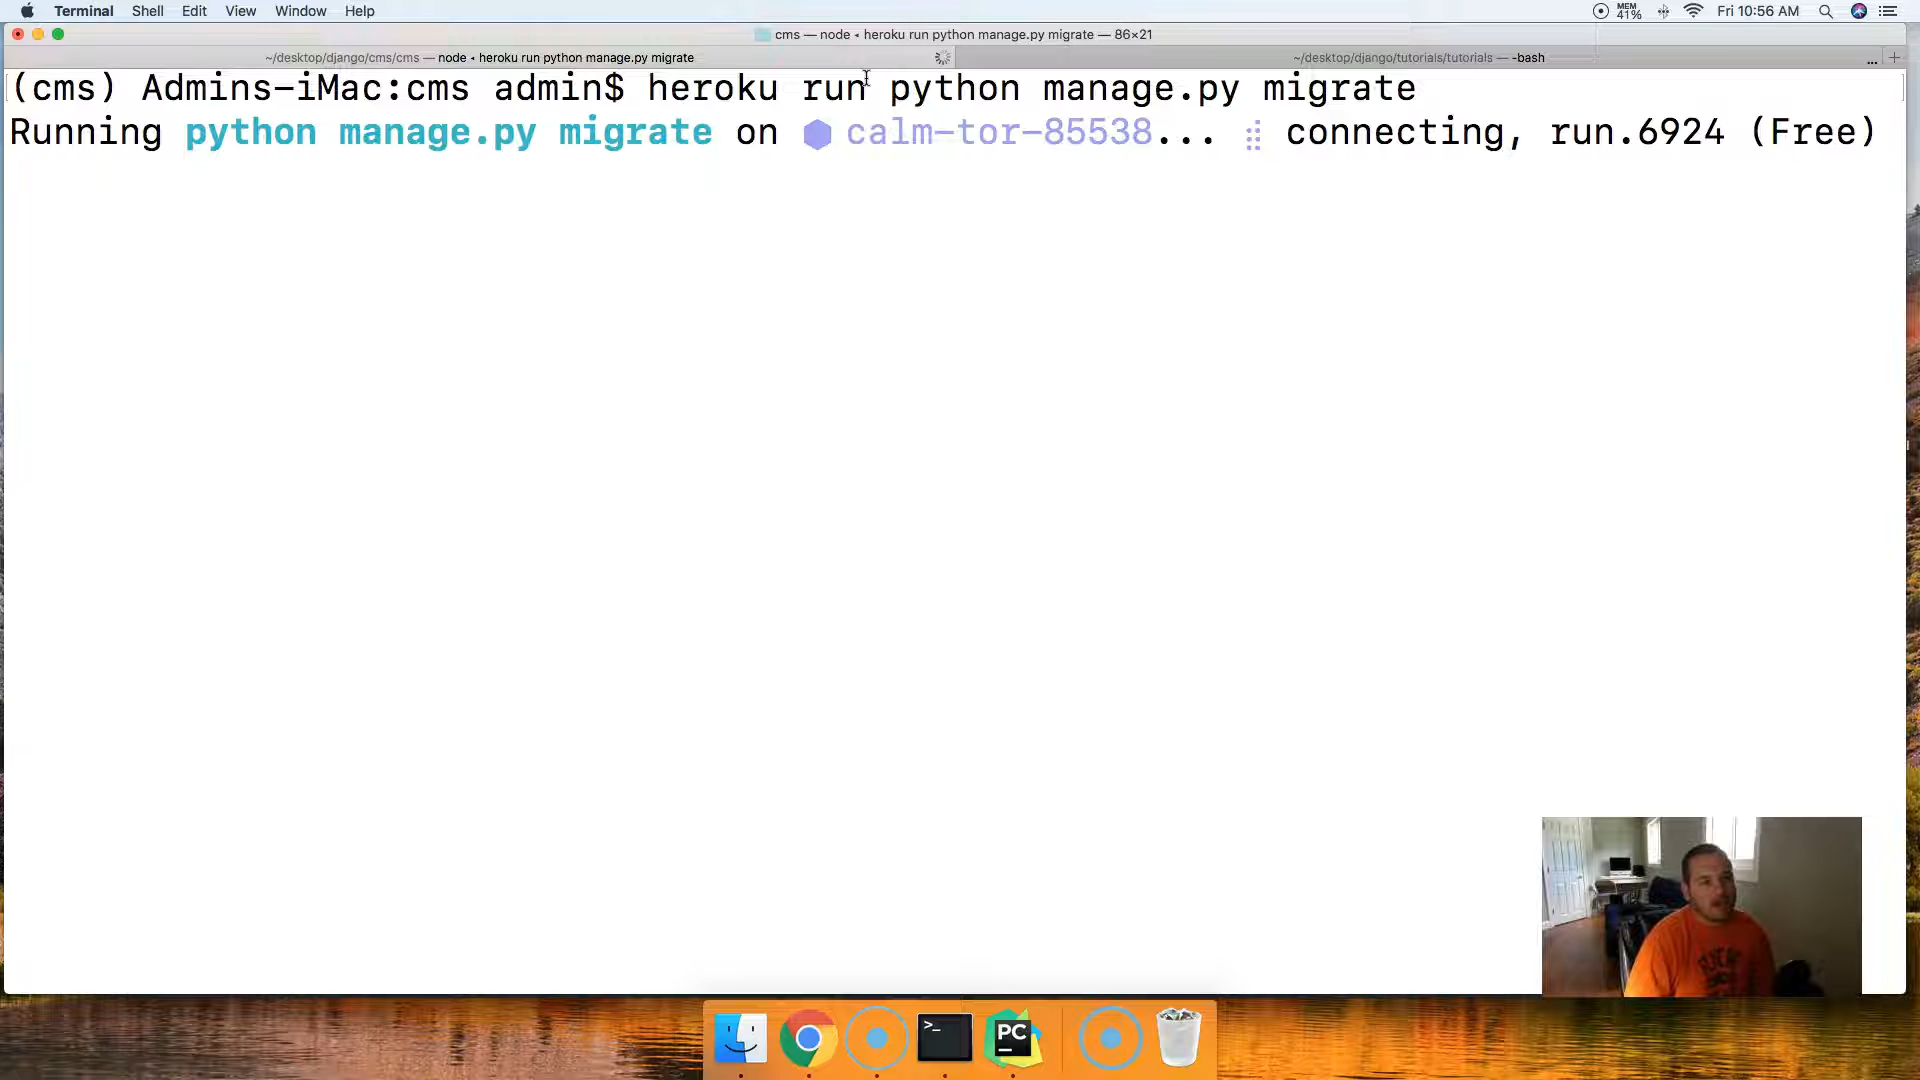 Terminal Shell Edit View Window Help MEM 41% Fri 10:56 AM
cms — node • heroku run python manage.py migrate — 86×21
~/desktop/django/cms/cms — node • heroku run python manage.py migrate ~/desktop/django/tutorials/tutorials — -bash ... +
(cms) Admins-iMac:cms admin$ heroku run python manage.py migrate
Running python manage.py migrate on ⬢ calm-tor-85538... ⣾ connecting, run.6924 (Free)
>_ PC